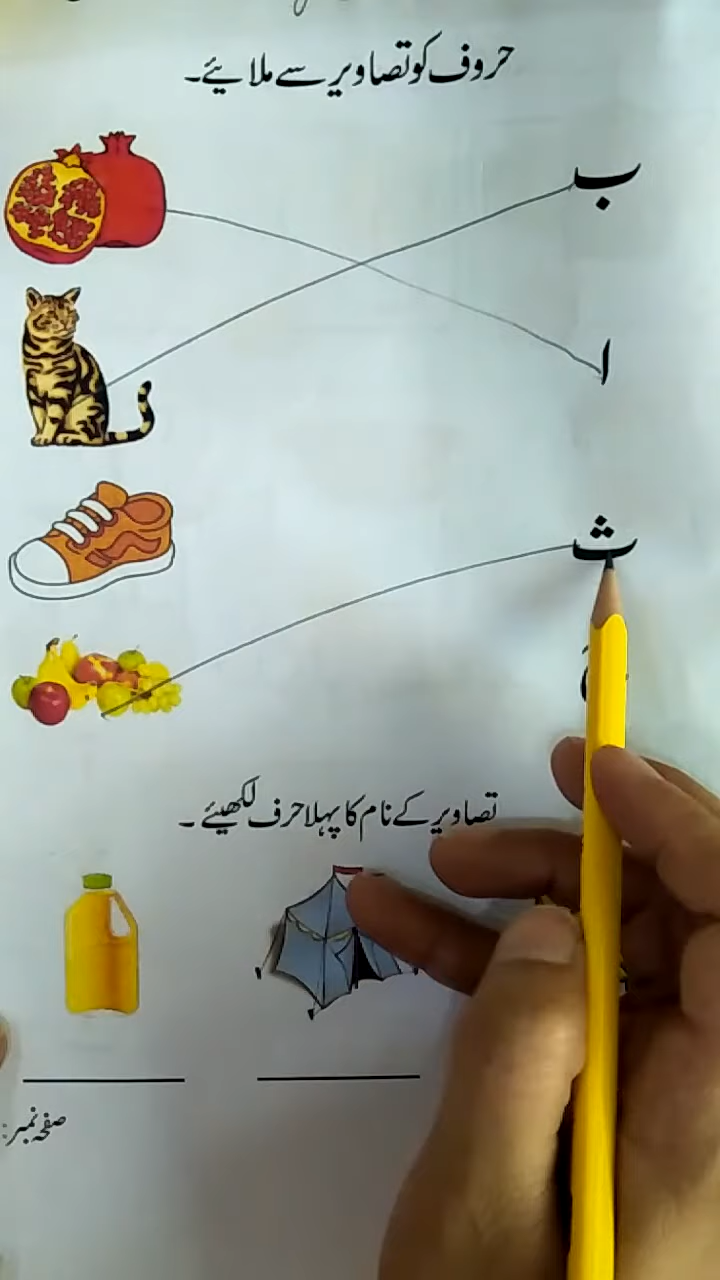 حروف کو تصاویر سے ملایئے۔
ب
ا
ث
تصاویر کے نام کا پہلا حرف لکھیئے۔
صفحہ نمبر: